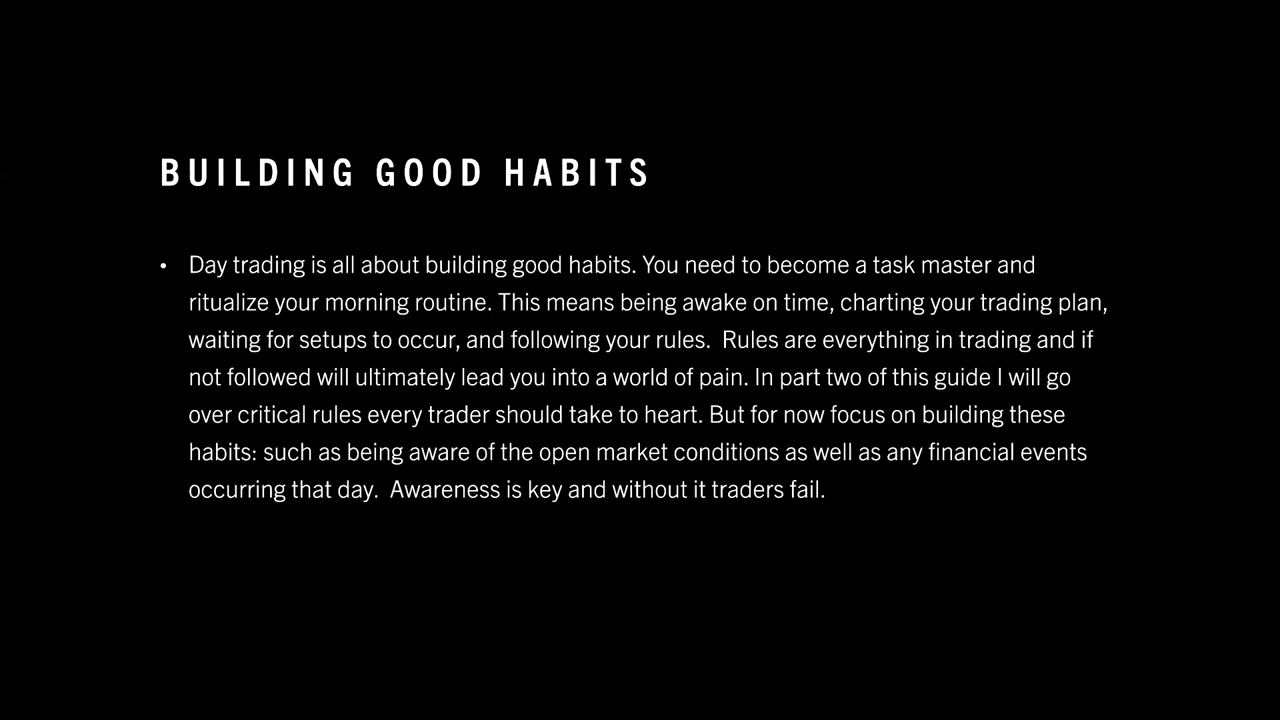 BUILDING GOOD HABITS
• Day trading is all about building good habits. You need to become a task master and
ritualize your morning routine. This means being awake on time, charting your trading plan,
waiting for setups to occur, and following your rules.  Rules are everything in trading and if
not followed will ultimately lead you into a world of pain. In part two of this guide I will go
over critical rules every trader should take to heart. But for now focus on building these
habits: such as being aware of the open market conditions as well as any financial events
occurring that day.  Awareness is key and without it traders fail.